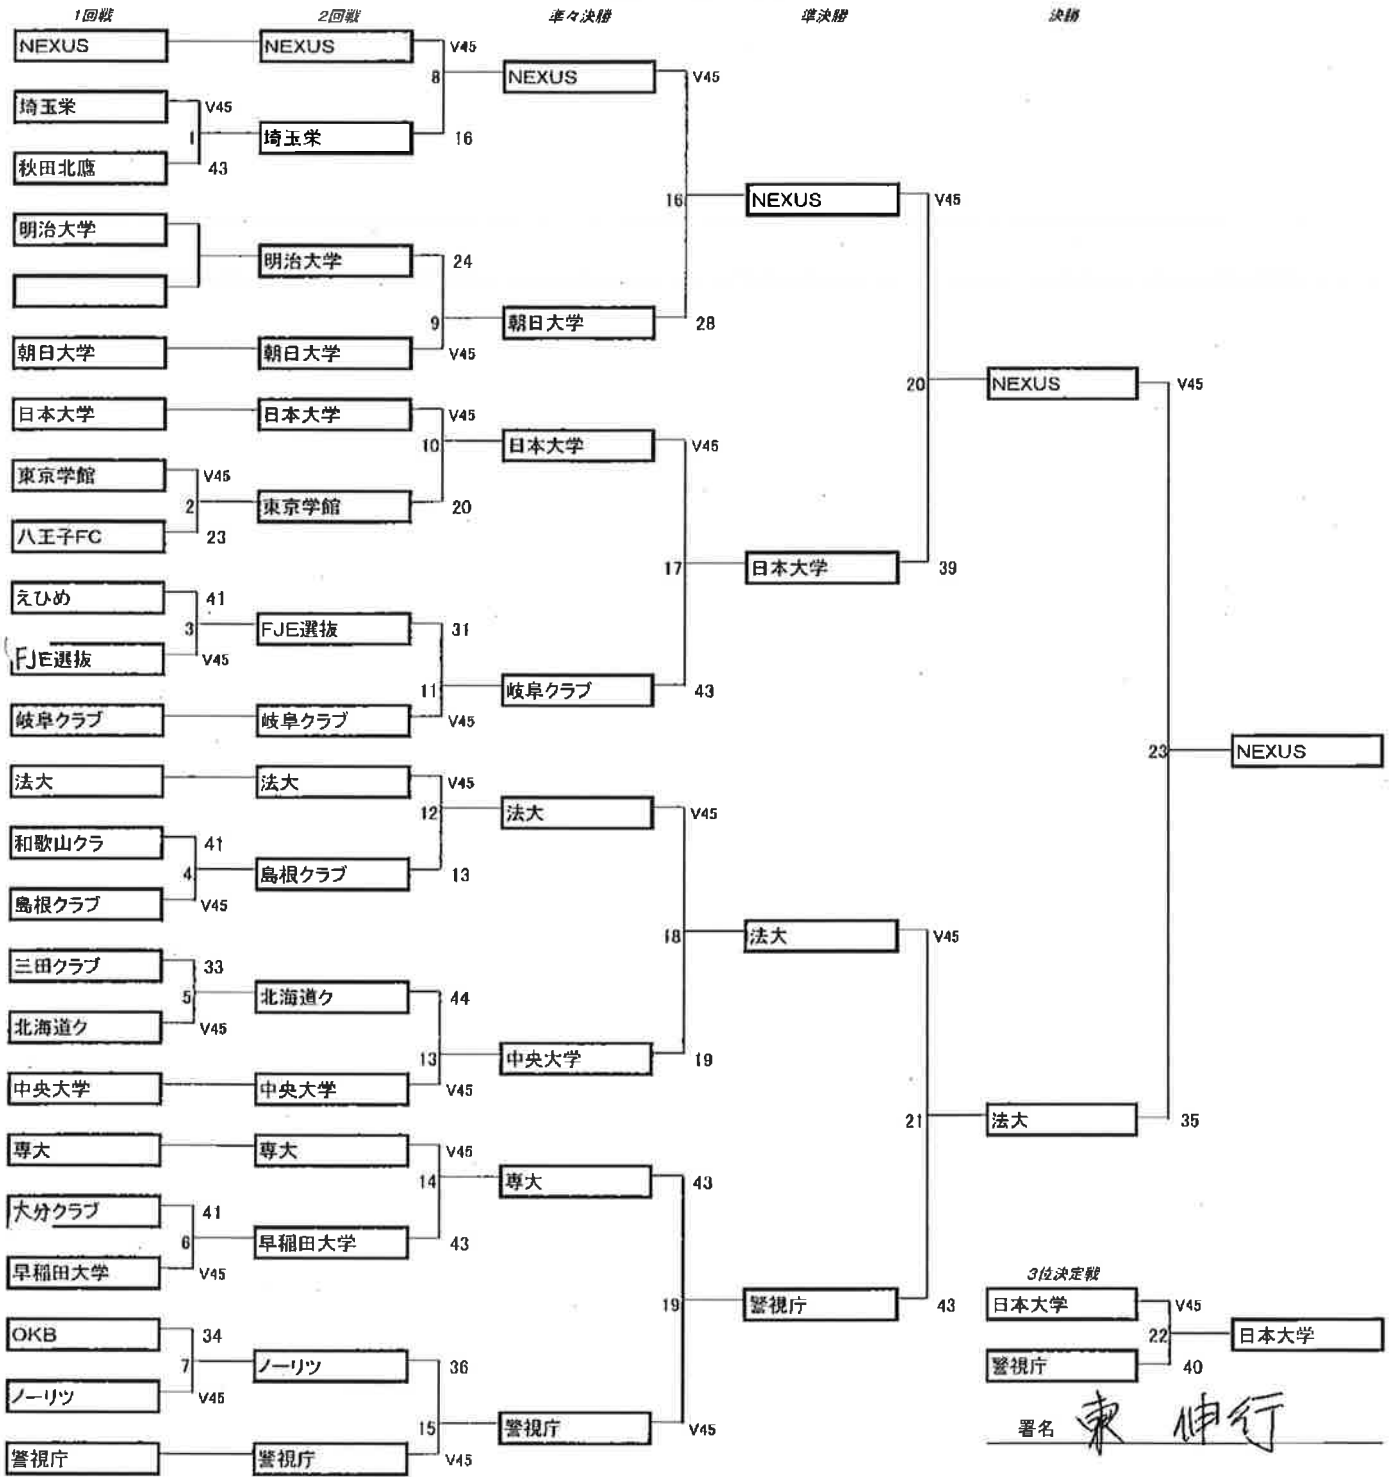 1回戦 2回戦 準々決勝 準決勝 決勝
NEXUS NEXUS V45
8 NEXUS V45
埼玉栄 V45
1 埼玉栄 16
秋田北鷹 43
16 NEXUS V45
明治大学
明治大学 24
9 朝日大学 28
朝日大学 朝日大学 V45
20 NEXUS V45
日本大学 日本大学 V45
10 日本大学 V45
東京学館 V45
2 東京学館 20
八王子FC 23
17 日本大学 39
えひめ 41
3 FJE選抜 31
FJE選抜 V45
11 岐阜クラブ 43
岐阜クラブ 岐阜クラブ V45
23 NEXUS
法大 法大 V45
12 法大 V45
和歌山クラ 41
4 島根クラブ 13
島根クラブ V45
18 法大 V45
三田クラブ 33
5 北海道ク 44
北海道ク V45
13 中央大学 19
中央大学 中央大学 V45
21 法大 35
専大 専大 V45
14 専大 43
大分クラブ 41
6 早稲田大学 43
早稲田大学 V45
3位決定戦
19 警視庁 43
日本大学 V45
OKB 34
22 日本大学
7 ノーリツ 36
警視庁 40
ノーリツ V45
15 警視庁 V45
警視庁 警視庁 V45
署名 東 伸行